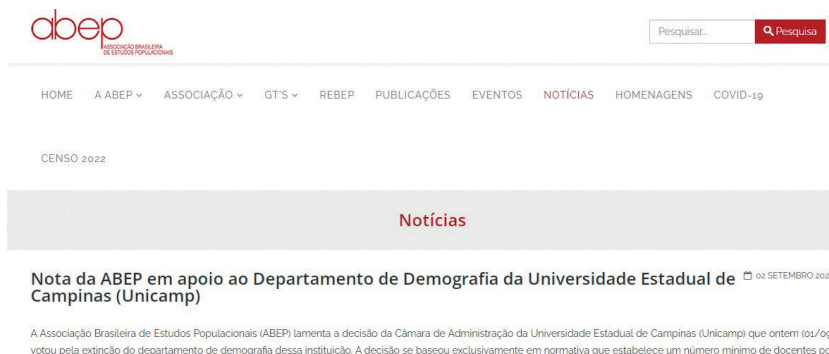 abep
ASSOCIAÇÃO BRASILEIRA
DE ESTUDOS POPULACIONAIS
Pesquisar...
Pesquisa
HOME A ABEP ASSOCIAÇÃO GT'S REBEP PUBLICAÇÕES EVENTOS NOTÍCIAS HOMENAGENS COVID-19
CENSO 2022
Notícias
Nota da ABEP em apoio ao Departamento de Demografia da Universidade Estadual de
Campinas (Unicamp)
02 SETEMBRO 202
A Associação Brasileira de Estudos Populacionais (ABEP) lamenta a decisão da Câmara de Administração da Universidade Estadual de Campinas (Unicamp) que ontem (01/09
votou pela extinção do departamento de demografia dessa instituição. A decisão se baseou exclusivamente em normativa que estabelece um número mínimo de docentes po